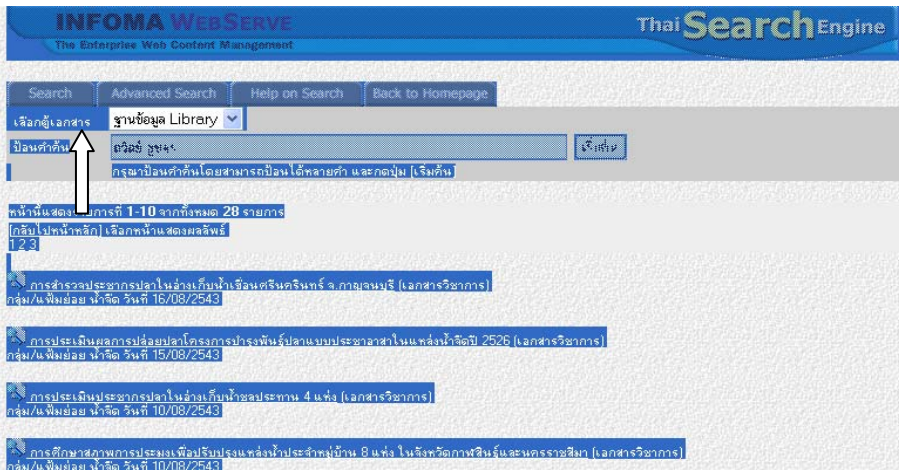 INFOMA WEBSERVE
The Enterprise Web Content Management
Thai Search Engine
Search Advanced Search Help on Search Back to Homepage
เลือกตู้เอกสาร ฐานข้อมูล Library
ป้อนคำค้น เริ่มค้น
กรุณาป้อนคำค้นโดยสามารถป้อนได้หลายคำ และกดปุ่ม [เริ่มค้น]
หน้านี้แสดงรายการที่ 1-10 จากทั้งหมด 28 รายการ
[กลับไปหน้าหลัก] เลือกหน้าแสดงผลลัพธ์
1 2 3
การสำรวจประชากรปลาในอ่างเก็บน้ำเขื่อนศรีนครินทร์ จ.กาญจนบุรี [เอกสารวิชาการ]
กลุ่ม/แฟ้มย่อย น้ำจืด วันที่ 16/08/2543
การประเมินผลการปล่อยปลาโครงการบำรุงพันธุ์ปลาแบบประชาอาสาในแหล่งน้ำจืดปี 2526 [เอกสารวิชาการ]
กลุ่ม/แฟ้มย่อย น้ำจืด วันที่ 15/08/2543
การประเมินประชากรปลาในอ่างเก็บน้ำชลประทาน 4 แห่ง [เอกสารวิชาการ]
กลุ่ม/แฟ้มย่อย น้ำจืด วันที่ 10/08/2543
การศึกษาสภาพการประมงเพื่อปรับปรุงแหล่งน้ำประจำหมู่บ้าน 8 แห่ง ในจังหวัดกาฬสินธุ์และนครราชสีมา [เอกสารวิชาการ]
กลุ่ม/แฟ้มย่อย น้ำจืด วันที่ 10/08/2543